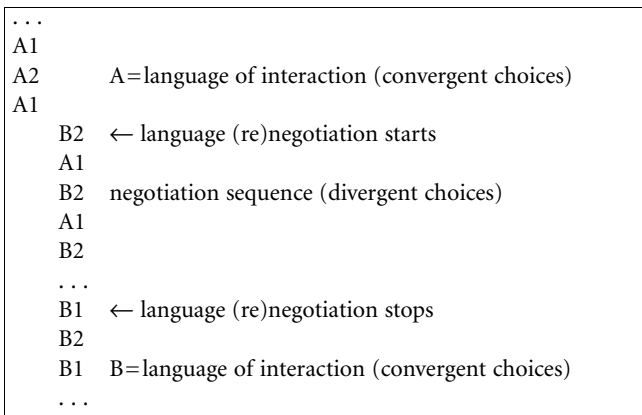 . . .
A1
A2 A=language of interaction (convergent choices)
A1
B2 ← language (re)negotiation starts
A1
B2 negotiation sequence (divergent choices)
A1
B2
. . .
B1 ← language (re)negotiation stops
B2
B1 B=language of interaction (convergent choices)
. . .